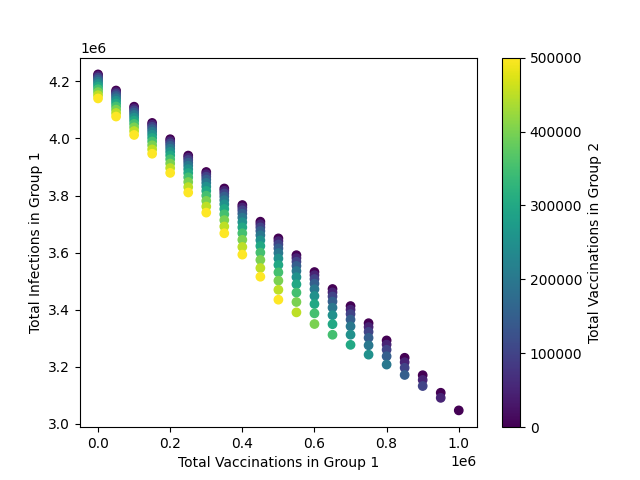 1e6
4.2
4.0
3.8
3.6
3.4
3.2
3.0
Total Infections in Group 1
0.0 0.2 0.4 0.6 0.8 1.0
1e6
Total Vaccinations in Group 1
500000
400000
300000
200000
100000
0
Total Vaccinations in Group 2